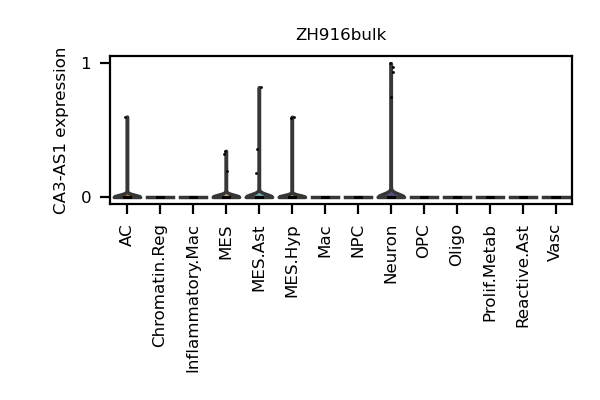 ZH916bulk
CA3-AS1 expression
1
0
AC
Chromatin.Reg
Inflammatory.Mac
MES
MES.Ast
MES.Hyp
Mac
NPC
Neuron
OPC
Oligo
Prolif.Metab
Reactive.Ast
Vasc